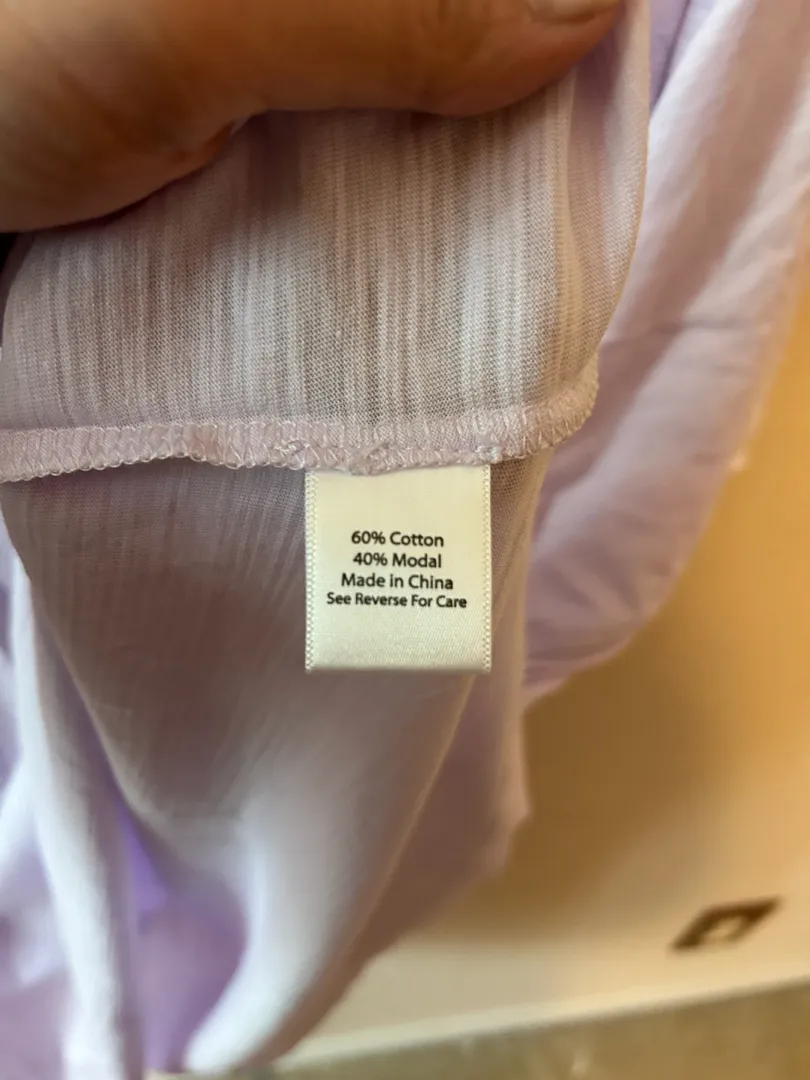 60% Cotton
40% Modal
Made in China
See Reverse For Care